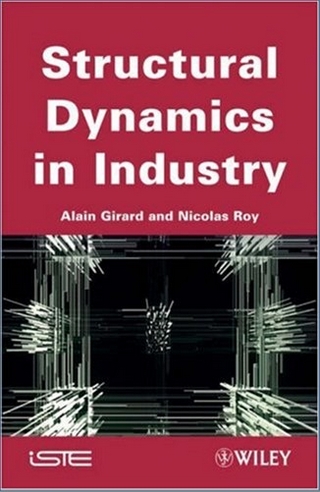 Structural
Dynamics
in Industry
Alain Girard and Nicolas Roy
iSTE
WILEY